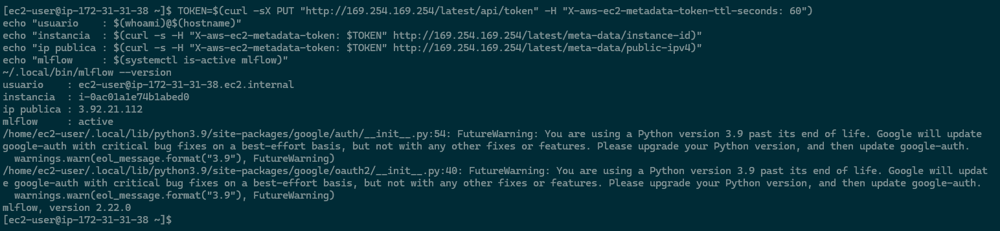 [ec2-user@ip-172-31-31-38 ~]$ TOKEN=$(curl -sX PUT "http://169.254.169.254/latest/api/token" -H "X-aws-ec2-metadata-token-ttl-seconds: 60")
echo "usuario    : $(whoami)@$(hostname)"
echo "instancia  : $(curl -s -H "X-aws-ec2-metadata-token: $TOKEN" http://169.254.169.254/latest/meta-data/instance-id)"
echo "ip publica : $(curl -s -H "X-aws-ec2-metadata-token: $TOKEN" http://169.254.169.254/latest/meta-data/public-ipv4)"
echo "mlflow     : $(systemctl is-active mlflow)"
~/.local/bin/mlflow --version
usuario    : ec2-user@ip-172-31-31-38.ec2.internal
instancia  : i-0ac01a1e74b1abed0
ip publica : 3.92.21.112
mlflow     : active
/home/ec2-user/.local/lib/python3.9/site-packages/google/auth/__init__.py:54: FutureWarning: You are using a Python version 3.9 past its end of life. Google will update
google-auth with critical bug fixes on a best-effort basis, but not with any other fixes or features. Please upgrade your Python version, and then update google-auth.
  warnings.warn(eol_message.format("3.9"), FutureWarning)
/home/ec2-user/.local/lib/python3.9/site-packages/google/oauth2/__init__.py:40: FutureWarning: You are using a Python version 3.9 past its end of life. Google will updat
e google-auth with critical bug fixes on a best-effort basis, but not with any other fixes or features. Please upgrade your Python version, and then update google-auth.
  warnings.warn(eol_message.format("3.9"), FutureWarning)
mlflow, version 2.22.0
[ec2-user@ip-172-31-31-38 ~]$